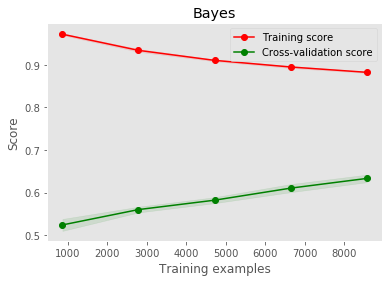 Bayes
Training score
Cross-validation score
Score
0.9
0.8
0.7
0.6
0.5
1000 2000 3000 4000 5000 6000 7000 8000
Training examples